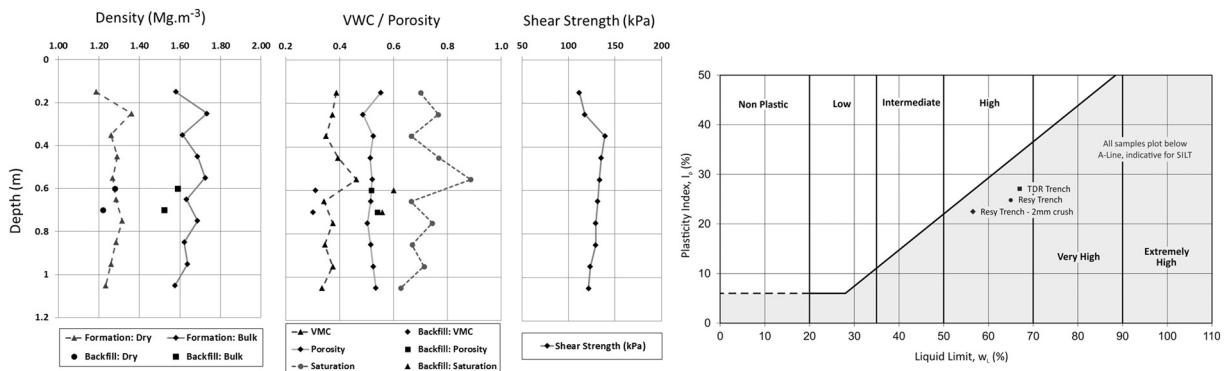 Density (Mg.m⁻³)
1.00 1.20 1.40 1.60 1.80 2.00
Depth (m)
0
0.2
0.4
0.6
0.8
1
1.2
Formation: Dry Formation: Bulk
Backfill: Dry Backfill: Bulk
VWC / Porosity
0.2 0.4 0.6 0.8 1
VMC Backfill: VMC
Porosity Backfill: Porosity
Saturation Backfill: Saturation
Shear Strength (kPa)
50 100 150 200
Shear Strength (kPa)
Plasticity Index, Iₚ (%)
50
40
30
20
10
0
Non Plastic Low Intermediate High
All samples plot below
A-Line, indicative for SILT
TDR Trench
Resy Trench
Resy Trench - 2mm crush
Very High Extremely
High
0 10 20 30 40 50 60 70 80 90 100 110
Liquid Limit, w_L (%)